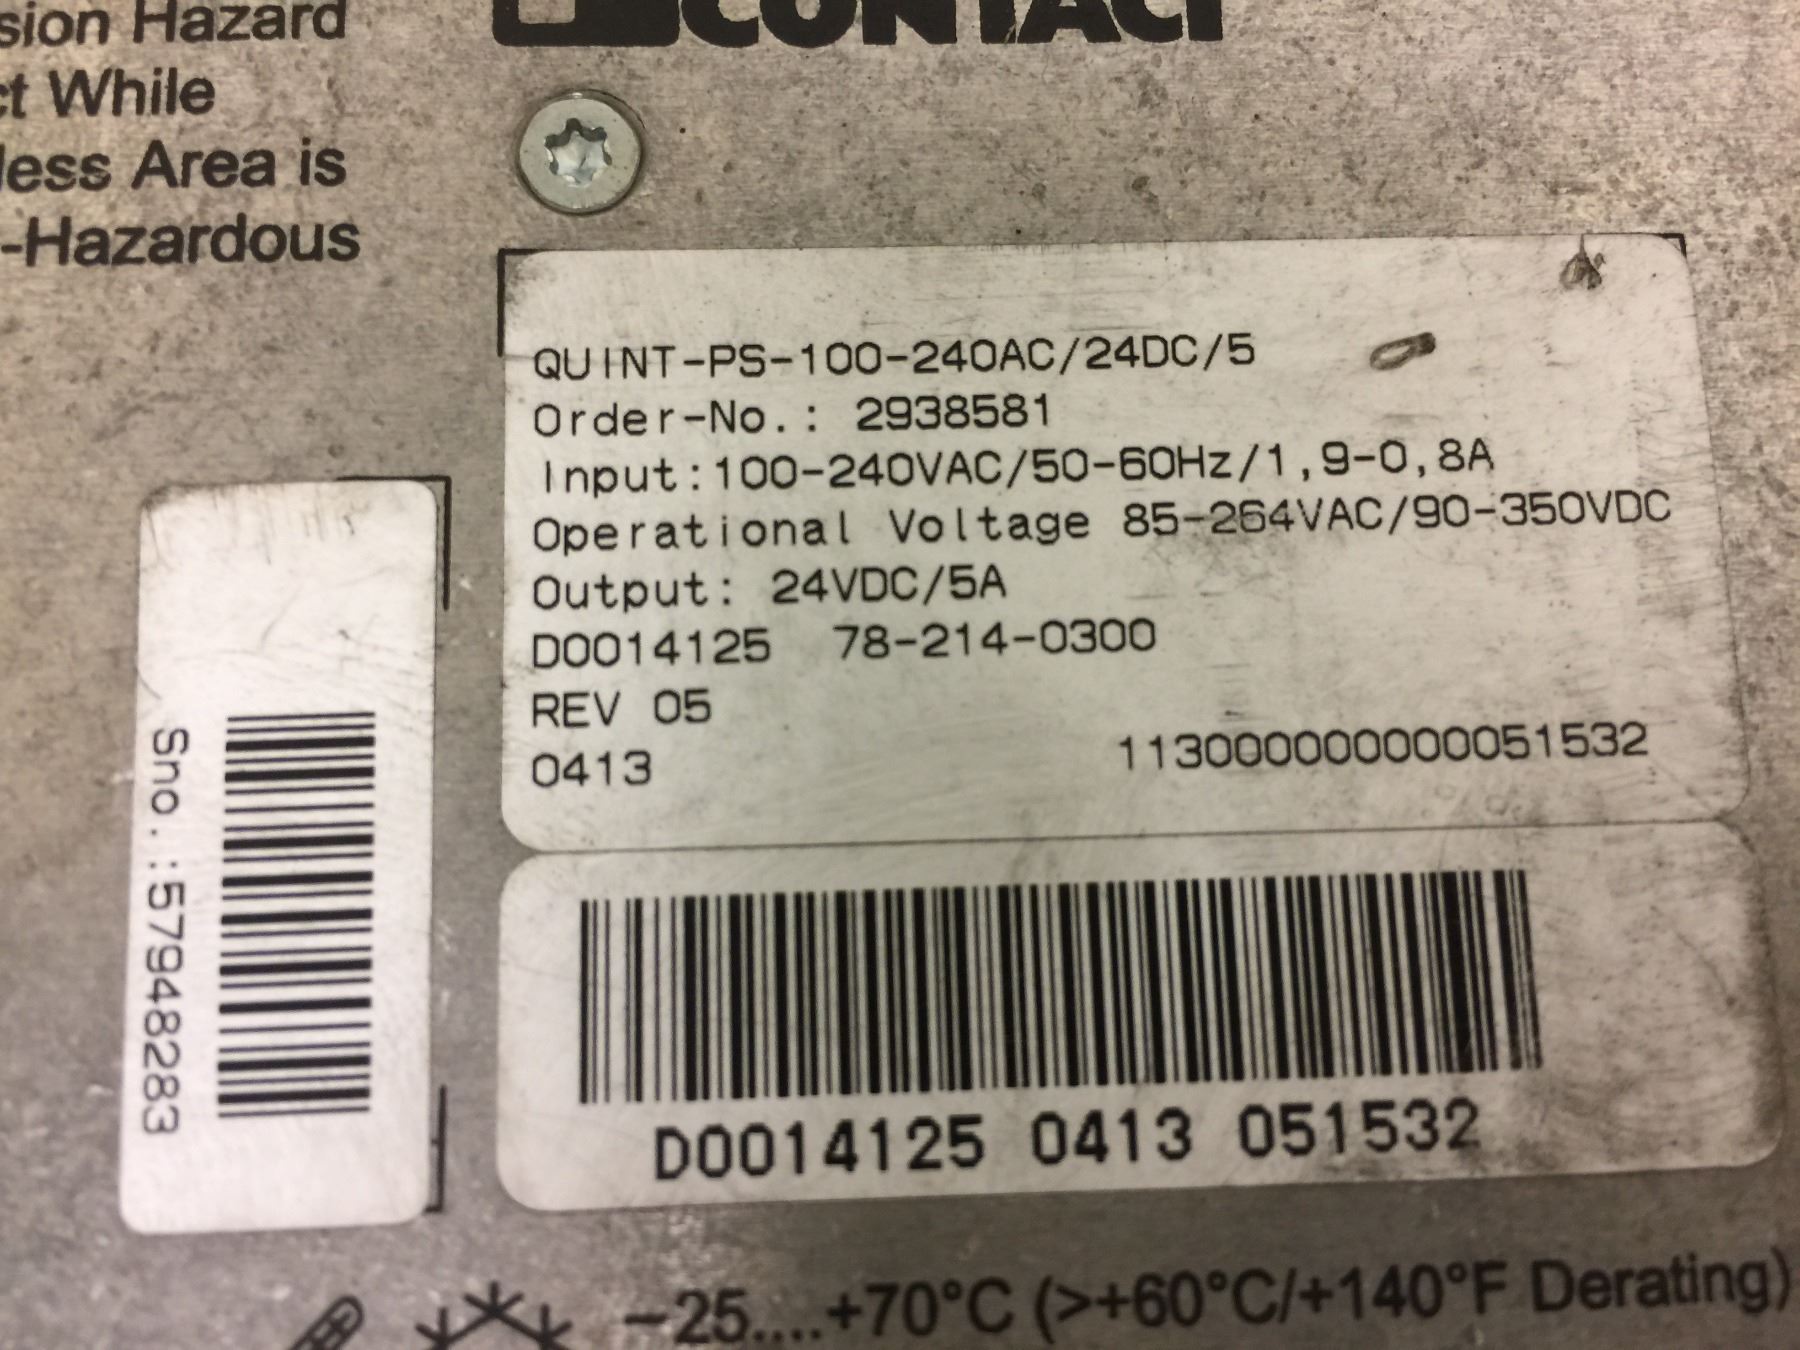 CONTACT
sion Hazard
ct While
less Area is
-Hazardous
QUINT-PS-100-240AC/24DC/5
Order-No.: 2938581
Input:100-240VAC/50-60Hz/1,9-0,8A
Operational Voltage 85-264VAC/90-350VDC
Output: 24VDC/5A
D0014125 78-214-0300
REV 05
0413 1130000000000051532
Sno.:5794828283
D0014125 0413 051532
-25....+70°C (>+60°C/+140°F Derating)